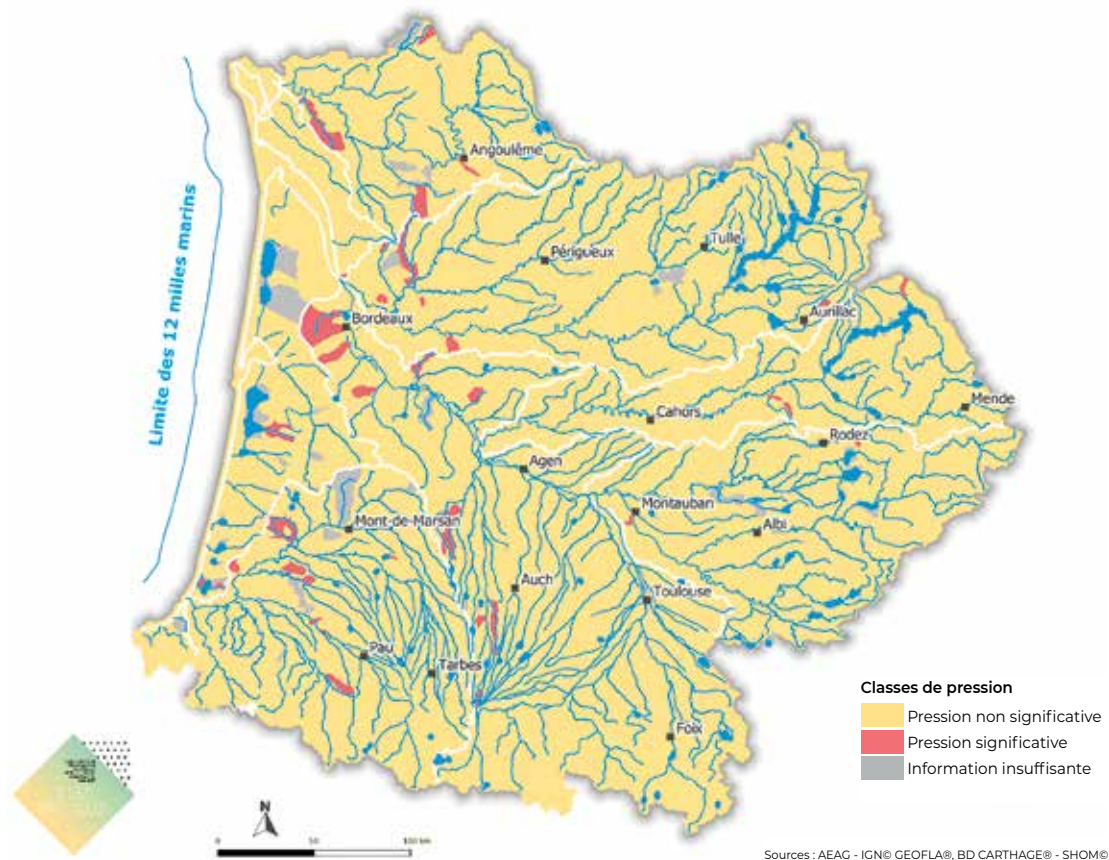 Angoulême
Limite des 12 milles marins
Tulle
Périgueux
Aurillac
Bordeaux
Mende
Cahors
Rodez
Agen
Montauban
Mont-de-Marsan
Albi
Auch
Toulouse
Pau
Tarbes
Foix
Classes de pression
Pression non significative
Pression significative
Information insuffisante
N
0 50 100 km
Sources : AEAG - IGN© GEOFLA®, BD CARTHAGE® - SHOM©